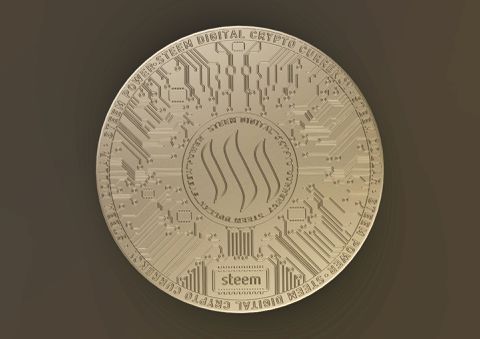 STEEM POWER · STEEM DIGITAL CRYPTO CURRENCY
STEEM DIGITAL CRYPTO CURRENCY
STEEM POWER
STEEM DIGITAL
STEEM DOLLAR
steem